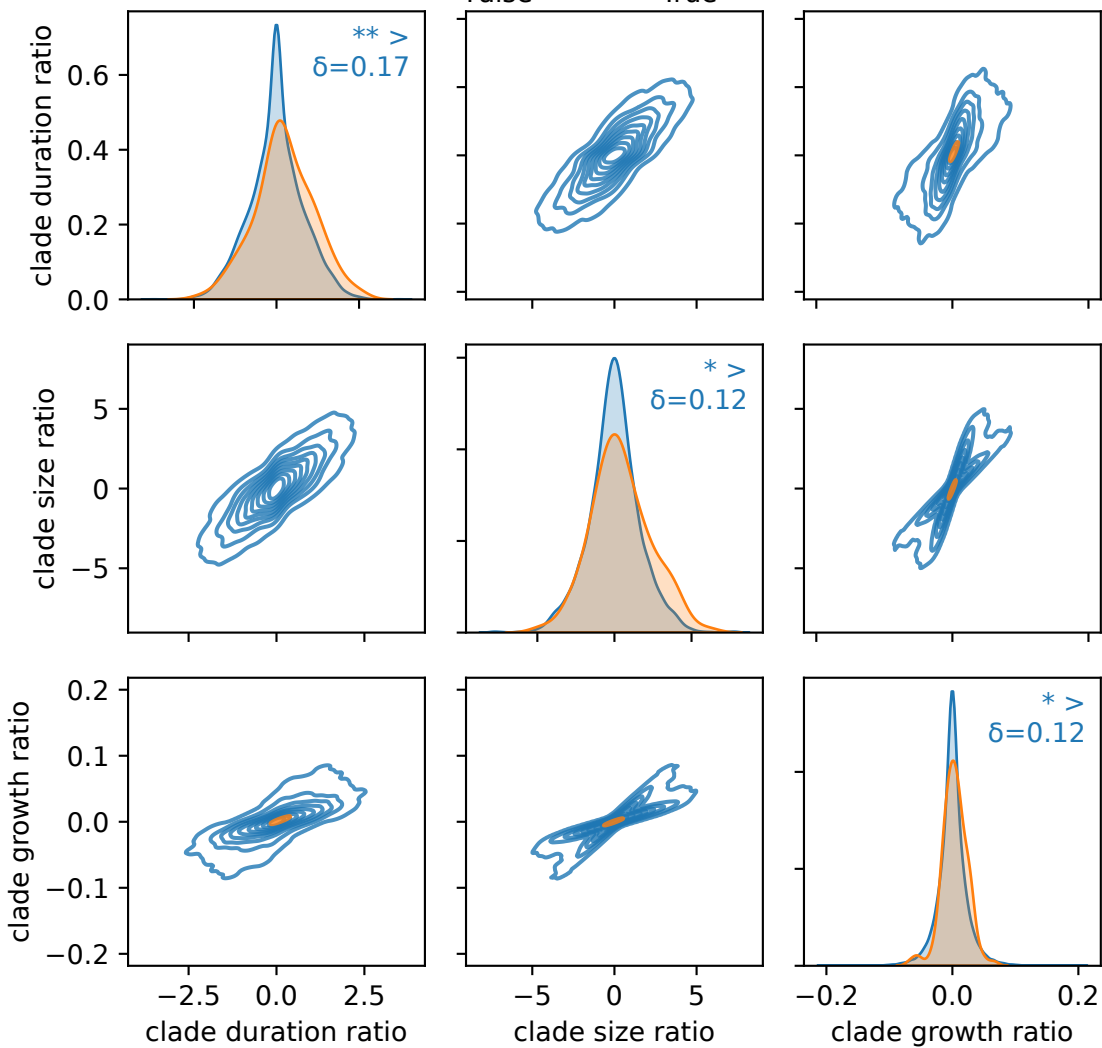 False True
** >
δ=0.17
clade duration ratio
0.6
0.4
0.2
0.0
* >
δ=0.12
clade size ratio
5
0
−5
* >
δ=0.12
clade growth ratio
0.2
0.1
0.0
−0.1
−0.2
−2.5 0.0 2.5
−5 0 5
−0.2 0.0 0.2
clade duration ratio
clade size ratio
clade growth ratio